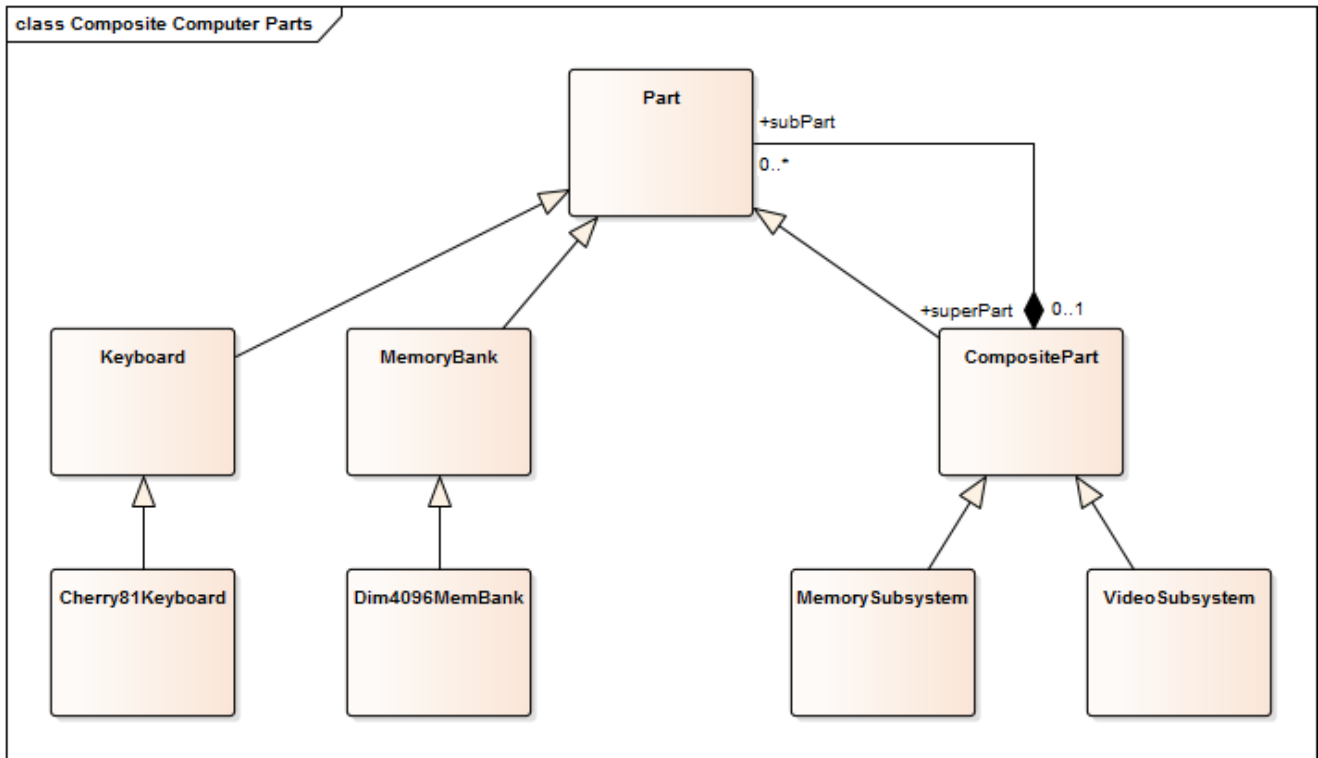 class Composite Computer Parts
Part
+subPart
0..*
+superPart
0..1
Keyboard
MemoryBank
CompositePart
Cherry81Keyboard
Dim4096MemBank
MemorySubsystem
VideoSubsystem